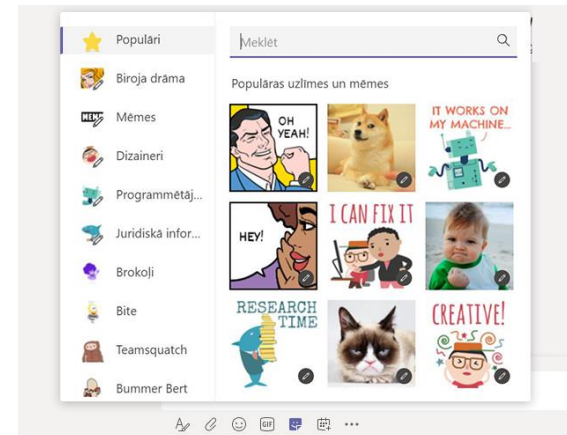 Populāri
Biroja drāma
Mēmes
Dizaineri
Programmētāj...
Juridiskā infor...
Brokoļi
Bite
Teamsquatch
Bummer Bert
Meklēt
Populāras uzlīmes un mēmes
OH
YEAH!
IT WORKS ON
MY MACHINE...
HEY!
I CAN FIX IT
RESEARCH
TIME
CREATIVE!
GIF